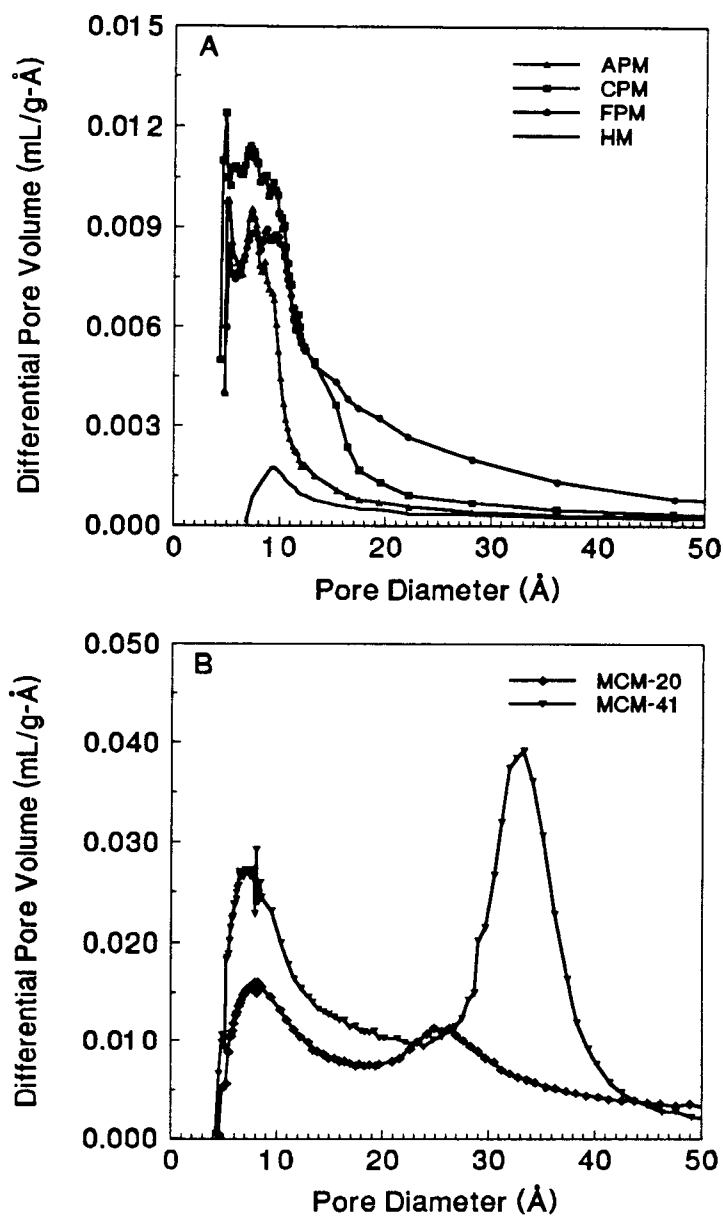 A
APM
CPM
FPM
HM
Differential Pore Volume (mL/g-Å)
0.015
0.012
0.009
0.006
0.003
0.000
0 10 20 30 40 50
Pore Diameter (Å)
B
MCM-20
MCM-41
Differential Pore Volume (mL/g-Å)
0.050
0.040
0.030
0.020
0.010
0.000
0 10 20 30 40 50
Pore Diameter (Å)